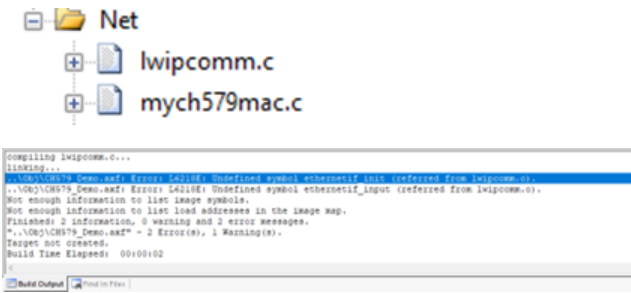 Net
lwipcomm.c
mych579mac.c
compiling lwipcomm.c...
linking...
..\Obj\CH579_Demo.axf: Error: L6218E: Undefined symbol ethernetif_init (referred from lwipcomm.o).
..\Obj\CH579_Demo.axf: Error: L6218E: Undefined symbol ethernetif_input (referred from lwipcomm.o).
Not enough information to list image symbols.
Not enough information to list load addresses in the image map.
Finished: 2 information, 0 warning and 2 error messages.
"..\Obj\CH579_Demo.axf" - 2 Error(s), 1 Warning(s).
Target not created.
Build Time Elapsed:  00:00:02
Build Output Find in Files